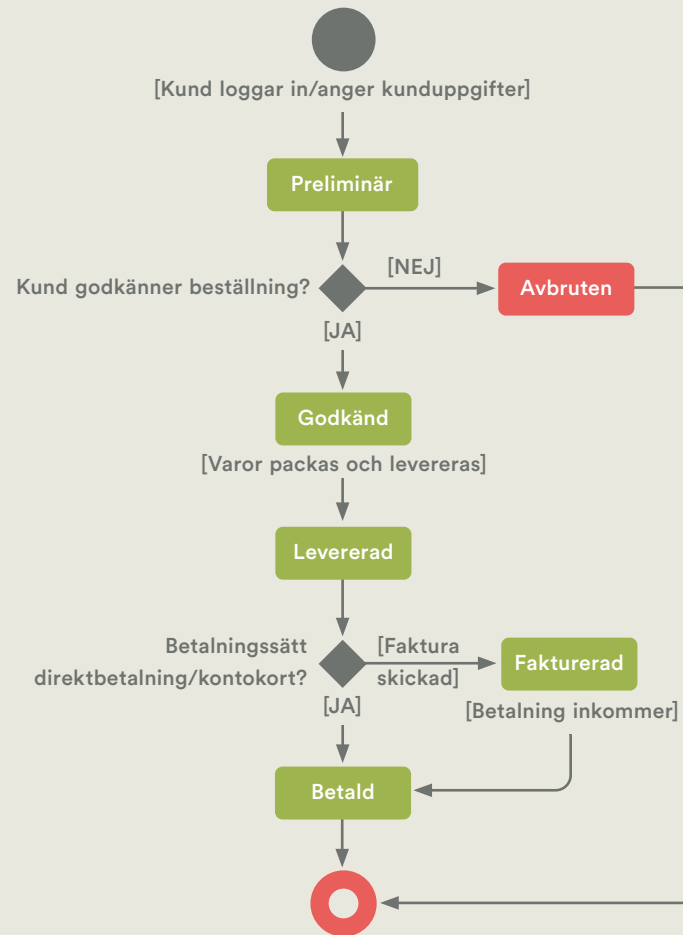 [Kund loggar in/anger kunduppgifter]
Preliminär
Kund godkänner beställning?
[NEJ]
Avbruten
[JA]
Godkänd
[Varor packas och levereras]
Levererad
Betalningssätt
direktbetalning/kontokort?
[Faktura
skickad]
Fakturerad
[JA]
[Betalning inkommer]
Betald